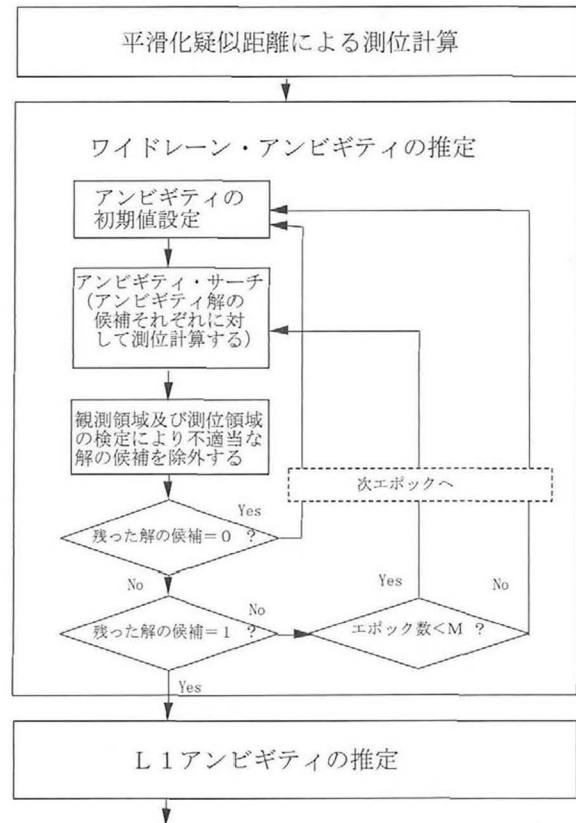 平滑化疑似距離による測位計算
ワイドレーン・アンビギティの推定
アンビギティの
初期値設定
アンビギティ・サーチ
(アンビギティ解の
候補それぞれに対
して測位計算する)
観測領域及び測位領域
の検定により不適当な
解の候補を除外する
次エポックへ
Yes
残った解の候補=0 ?
No
Yes
No
No
残った解の候補=1 ?
エポック数<M ?
Yes
L1アンビギティの推定